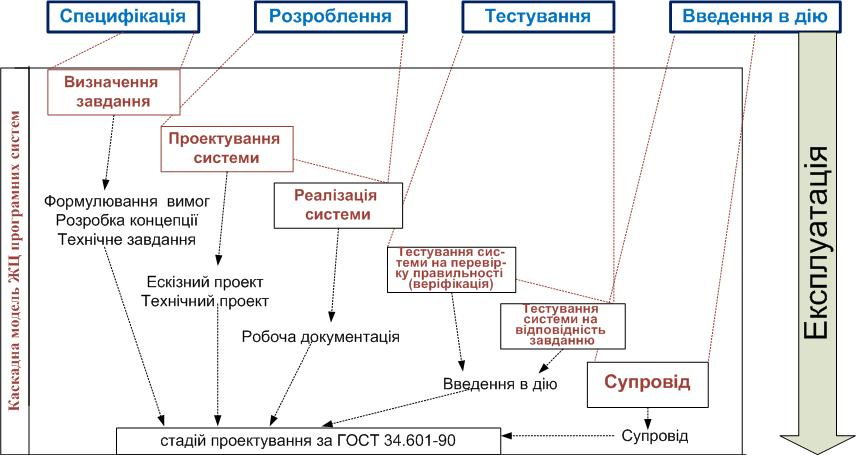 Специфікація
Розроблення
Тестування
Введення в дію
Каскадна модель ЖЦ програмних систем
Експлуатація
Визначення
завдання
Проектування
системи
Реалізація
системи
Формулювання вимог
Розробка концепції
Технічне завдання
Тестування сис-
теми на перевір-
ку правильності
(веріфікація)
Ескізний проект
Технічний проект
Тестування
системи на
відповідність
завданню
Робоча документація
Введення в дію
Супровід
стадій проектування за ГОСТ 34.601-90
Супровід